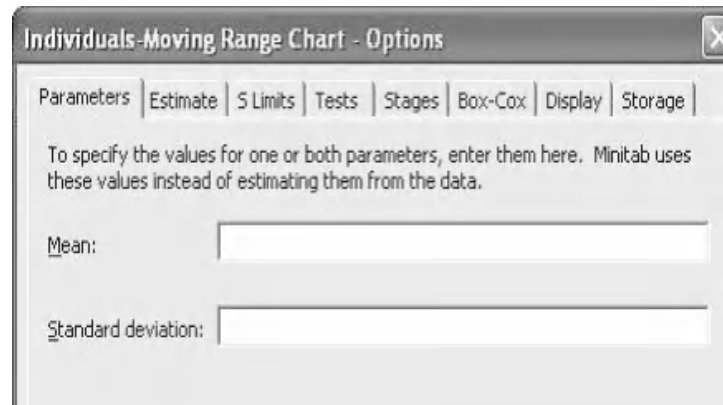 Individuals-Moving Range Chart - Options
Parameters Estimate S Limits Tests Stages Box-Cox Display Storage
To specify the values for one or both parameters, enter them here. Minitab uses
these values instead of estimating them from the data.
Mean:
Standard deviation: